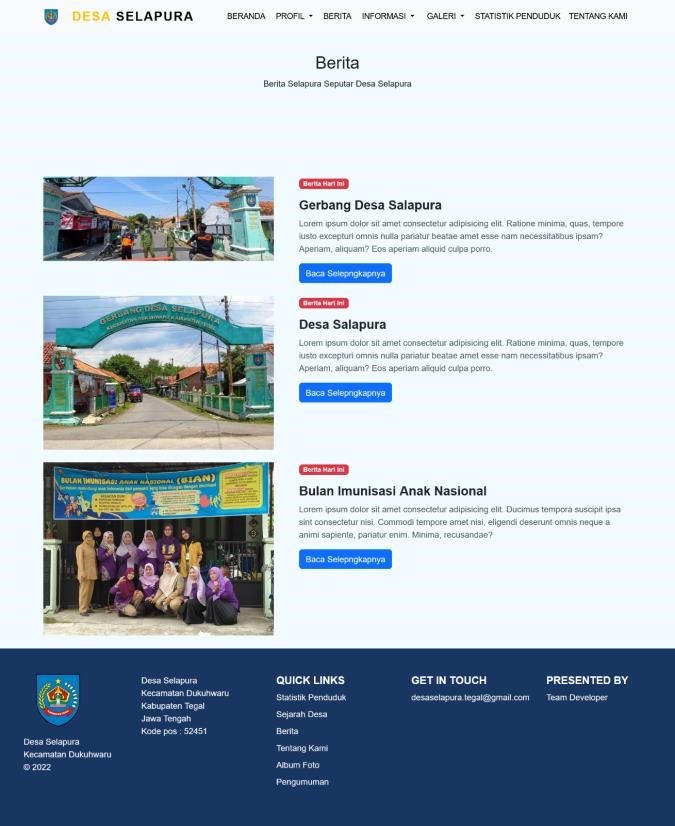 DESA SELAPURA
BERANDA PROFIL BERITA INFORMASI GALERI STATISTIK PENDUDUK TENTANG KAMI
Berita
Berita Selapura Seputar Desa Selapura
Berita Hari Ini
Gerbang Desa Salapura
Lorem ipsum dolor sit amet consectetur adipisicing elit. Ratione minima, quas, tempore
iusto excepturi omnis nulla pariatur beatae amet esse nam necessitatibus ipsam?
Aperiam, aliquam? Eos aperiam aliquid culpa porro.
Baca Selepngkapnya
GERBANG DESA SELAPURA
Berita Hari Ini
Desa Salapura
Lorem ipsum dolor sit amet consectetur adipisicing elit. Ratione minima, quas, tempore
iusto excepturi omnis nulla pariatur beatae amet esse nam necessitatibus ipsam?
Aperiam, aliquam? Eos aperiam aliquid culpa porro.
Baca Selepngkapnya
BULAN IMUNISASI ANAK NASIONAL (BIAN)
Berita Hari Ini
Bulan Imunisasi Anak Nasional
Lorem ipsum dolor sit amet consectetur adipisicing elit. Ducimus tempora suscipit ipsa
sint consectetur nisi. Commodi tempore amet nisi, eligendi deserunt omnis neque a
animi sapiente, pariatur enim. Minima, recusandae?
Baca Selepngkapnya
Desa Selapura
Kecamatan Dukuhwaru
© 2022
Desa Selapura
Kecamatan Dukuhwaru
Kabupaten Tegal
Jawa Tengah
Kode pos : 52451
QUICK LINKS
Statistik Penduduk
Sejarah Desa
Berita
Tentang Kami
Album Foto
Pengumuman
GET IN TOUCH
desaselapura.tegal@gmail.com
PRESENTED BY
Team Developer